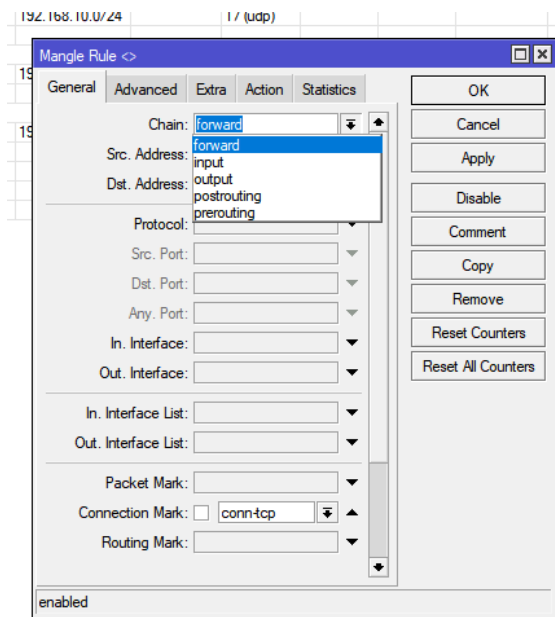 192.168.10.0/24 17 (udp)
Mangle Rule <>
19
General Advanced Extra Action Statistics
OK
Chain: forward
Cancel
19
forward
Src. Address:
input
Apply
output
Dst. Address:
postrouting
Disable
prerouting
Protocol:
Comment
Src. Port:
Copy
Dst. Port:
Remove
Any. Port:
In. Interface:
Reset Counters
Out. Interface:
Reset All Counters
In. Interface List:
Out. Interface List:
Packet Mark:
Connection Mark: conn-tcp
Routing Mark:
enabled